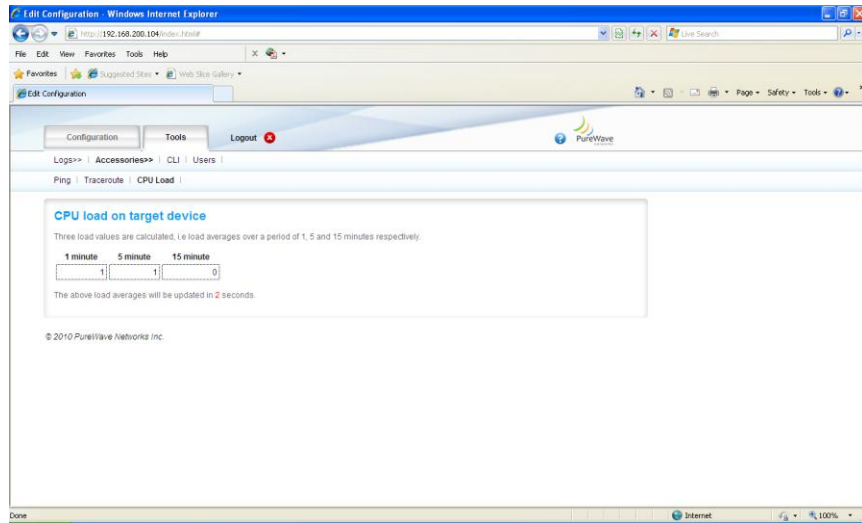 Edit Configuration - Windows Internet Explorer
http://192.168.200.104/index.html#
Live Search
File Edit View Favorites Tools Help
Favorites Suggested Sites Web Slice Gallery
Edit Configuration
Page Safety Tools
Configuration Tools Logout
PureWave
Logs>> | Accessories>> | CLI | Users |
Ping | Traceroute | CPU Load |
CPU load on target device
Three load values are calculated, i.e load averages over a period of 1, 5 and 15 minutes respectively.
1 minute 5 minute 15 minute
1 1 0
The above load averages will be updated in 2 seconds.
© 2010 PureWave Networks Inc.
Done Internet 100%